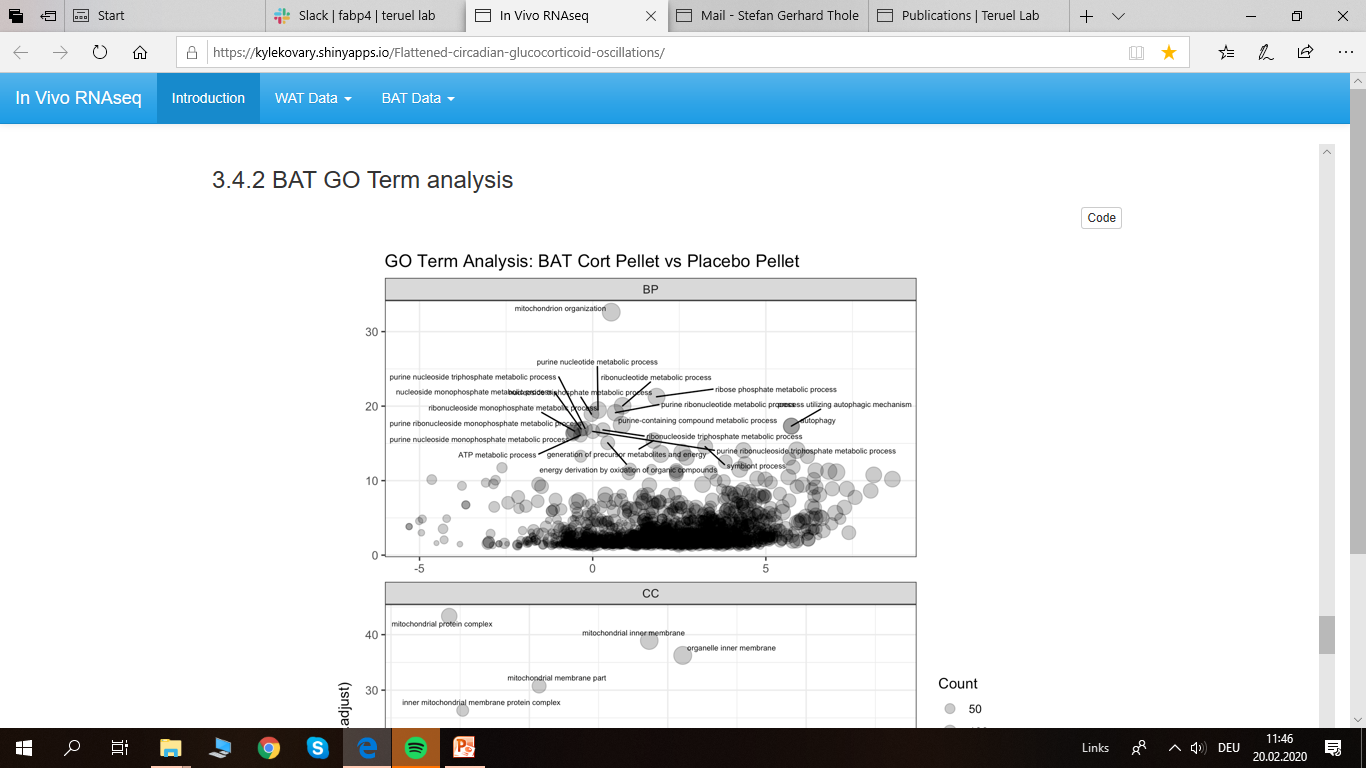 Start
Slack | fabp4 | teruel lab
In Vivo RNAseq
Mail - Stefan Gerhard Thole
Publications | Teruel Lab
https://kylekovary.shinyapps.io/Flattened-circadian-glucocorticoid-oscillations/
In Vivo RNAseq
Introduction
WAT Data
BAT Data
3.4.2 BAT GO Term analysis
Code
GO Term Analysis: BAT Cort Pellet vs Placebo Pellet
BP
mitochondrion organization
30
purine nucleotide metabolic process
purine nucleoside triphosphate metabolic process
ribonucleotide metabolic process
nucleoside monophosphate metabolic process
nucleoside triphosphate metabolic process
ribose phosphate metabolic process
20
ribonucleoside monophosphate metabolic process
purine ribonucleotide metabolic process
process utilizing autophagic mechanism
purine ribonucleoside monophosphate metabolic process
purine-containing compound metabolic process
autophagy
purine nucleoside monophosphate metabolic process
ribonucleoside triphosphate metabolic process
ATP metabolic process
generation of precursor metabolites and energy
purine ribonucleoside triphosphate metabolic process
energy derivation by oxidation of organic compounds
symbiont process
10
0
-5
0
5
CC
mitochondrial protein complex
40
mitochondrial inner membrane
organelle inner membrane
mitochondrial membrane part
30
inner mitochondrial membrane protein complex
adjust)
Count
50
Links
DEU
11:46
20.02.2020